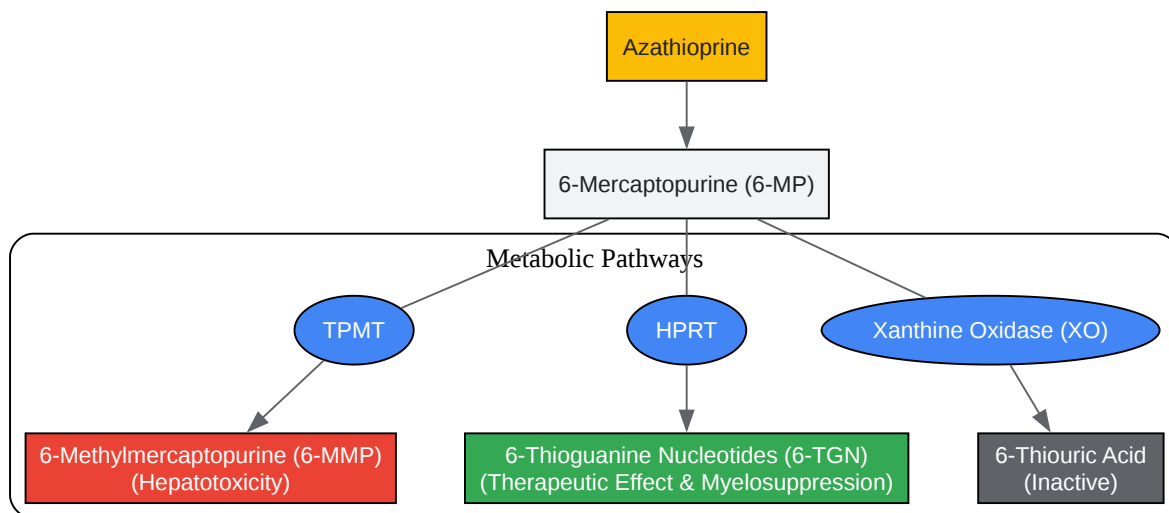 Azathioprine
6-Mercaptopurine (6-MP)
Metabolic Pathways
TPMT
HPRT
Xanthine Oxidase (XO)
6-Methylmercaptopurine (6-MMP)
(Hepatotoxicity)
6-Thioguanine Nucleotides (6-TGN)
(Therapeutic Effect & Myelosuppression)
6-Thiouric Acid
(Inactive)